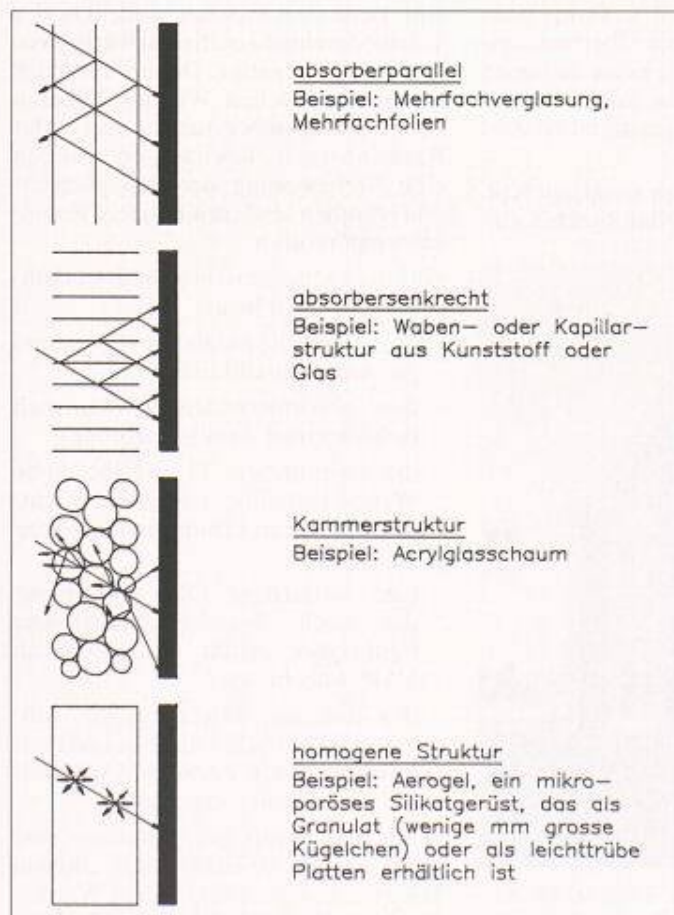 absorberparallel
Beispiel: Mehrfachverglasung,
Mehrfachfolien
absorbersenkrecht
Beispiel: Waben- oder Kapillar-
struktur aus Kunststoff oder
Glas
Kammerstruktur
Beispiel: Acrylglasschaum
homogene Struktur
Beispiel: Aerogel, ein mikro-
poröses Silikatgerüst, das als
Granulat (wenige mm grosse
Kügelchen) oder als leichttrübe
Platten erhältlich ist